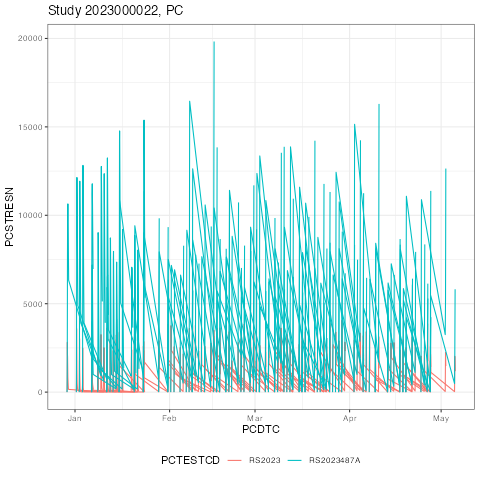 Study 2023000022, PC
20000
15000
10000
5000
0
PCSTRESN
Jan Feb Mar Apr May
PCDTC
PCTESTCD RS2023 RS2023487A